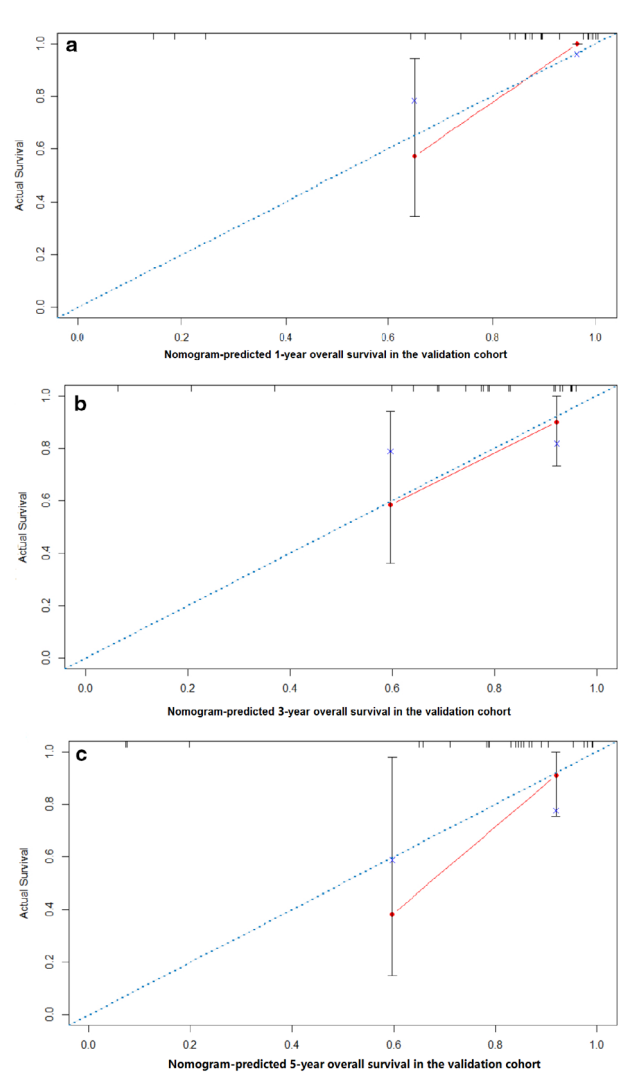 a
1.0
0.8
0.6
0.4
0.2
0.0
Actual Survival
0.0 0.2 0.4 0.6 0.8 1.0
Nomogram-predicted 1-year overall survival in the validation cohort
b
1.0
0.8
0.6
0.4
0.2
0.0
Actual Survival
0.0 0.2 0.4 0.6 0.8 1.0
Nomogram-predicted 3-year overall survival in the validation cohort
c
1.0
0.8
0.6
0.4
0.2
0.0
Actual Survival
0.0 0.2 0.4 0.6 0.8 1.0
Nomogram-predicted 5-year overall survival in the validation cohort